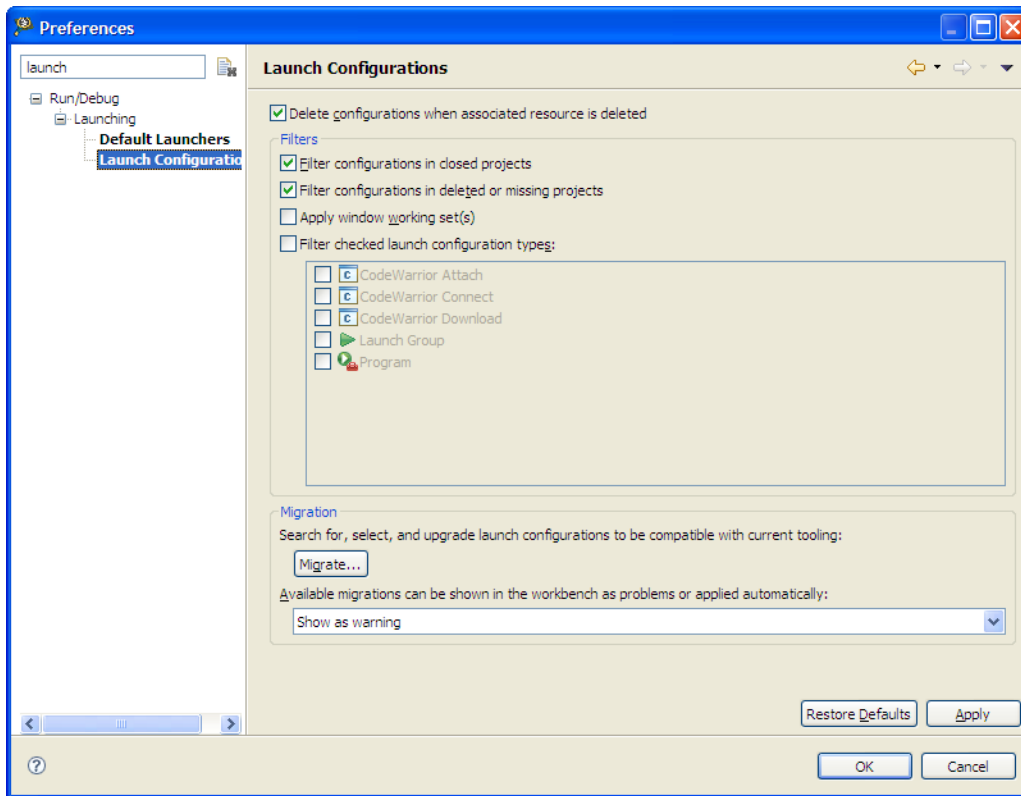 Preferences
launch
Run/Debug
Launching
Default Launchers
Launch Configuratio
Launch Configurations
Delete configurations when associated resource is deleted
Filters
Filter configurations in closed projects
Filter configurations in deleted or missing projects
Apply window working set(s)
Filter checked launch configuration types:
CodeWarrior Attach
CodeWarrior Connect
CodeWarrior Download
Launch Group
Program
Migration
Search for, select, and upgrade launch configurations to be compatible with current tooling:
Migrate...
Available migrations can be shown in the workbench as problems or applied automatically:
Show as warning
Restore Defaults Apply
OK Cancel